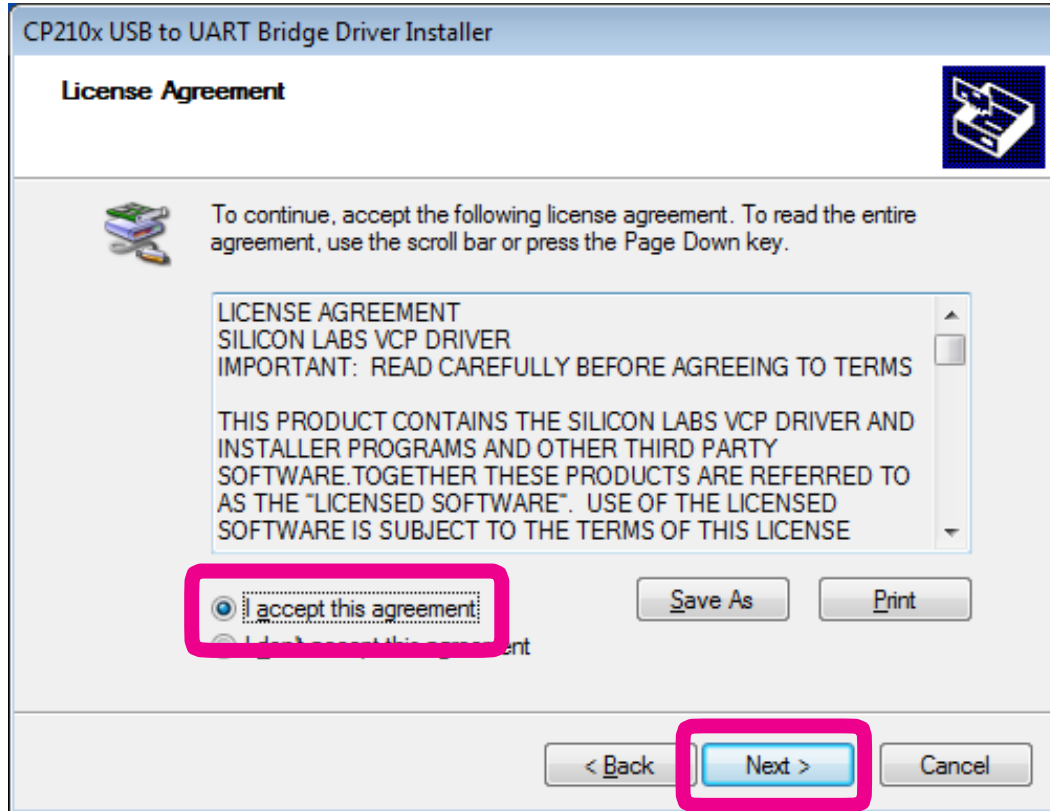 CP210x USB to UART Bridge Driver Installer
License Agreement
To continue, accept the following license agreement. To read the entire
agreement, use the scroll bar or press the Page Down key.
LICENSE AGREEMENT
SILICON LABS VCP DRIVER
IMPORTANT:  READ CAREFULLY BEFORE AGREEING TO TERMS
THIS PRODUCT CONTAINS THE SILICON LABS VCP DRIVER AND
INSTALLER PROGRAMS AND OTHER THIRD PARTY
SOFTWARE.TOGETHER THESE PRODUCTS ARE REFERRED TO
AS THE "LICENSED SOFTWARE".  USE OF THE LICENSED
SOFTWARE IS SUBJECT TO THE TERMS OF THIS LICENSE
I accept this agreement
Save As
Print
I don't accept this agreement
< Back
Next >
Cancel